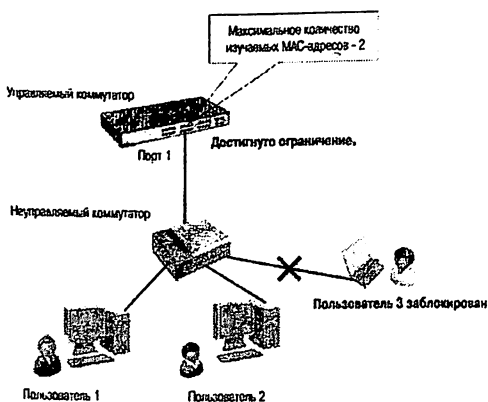 Максимальное количество
изучаемых MAC-адресов - 2
Управляемый коммутатор
Достигнуто ограничение.
Порт 1
Неуправляемый коммутатор
Пользователь 3 заблокирован
Пользователь 1
Пользователь 2